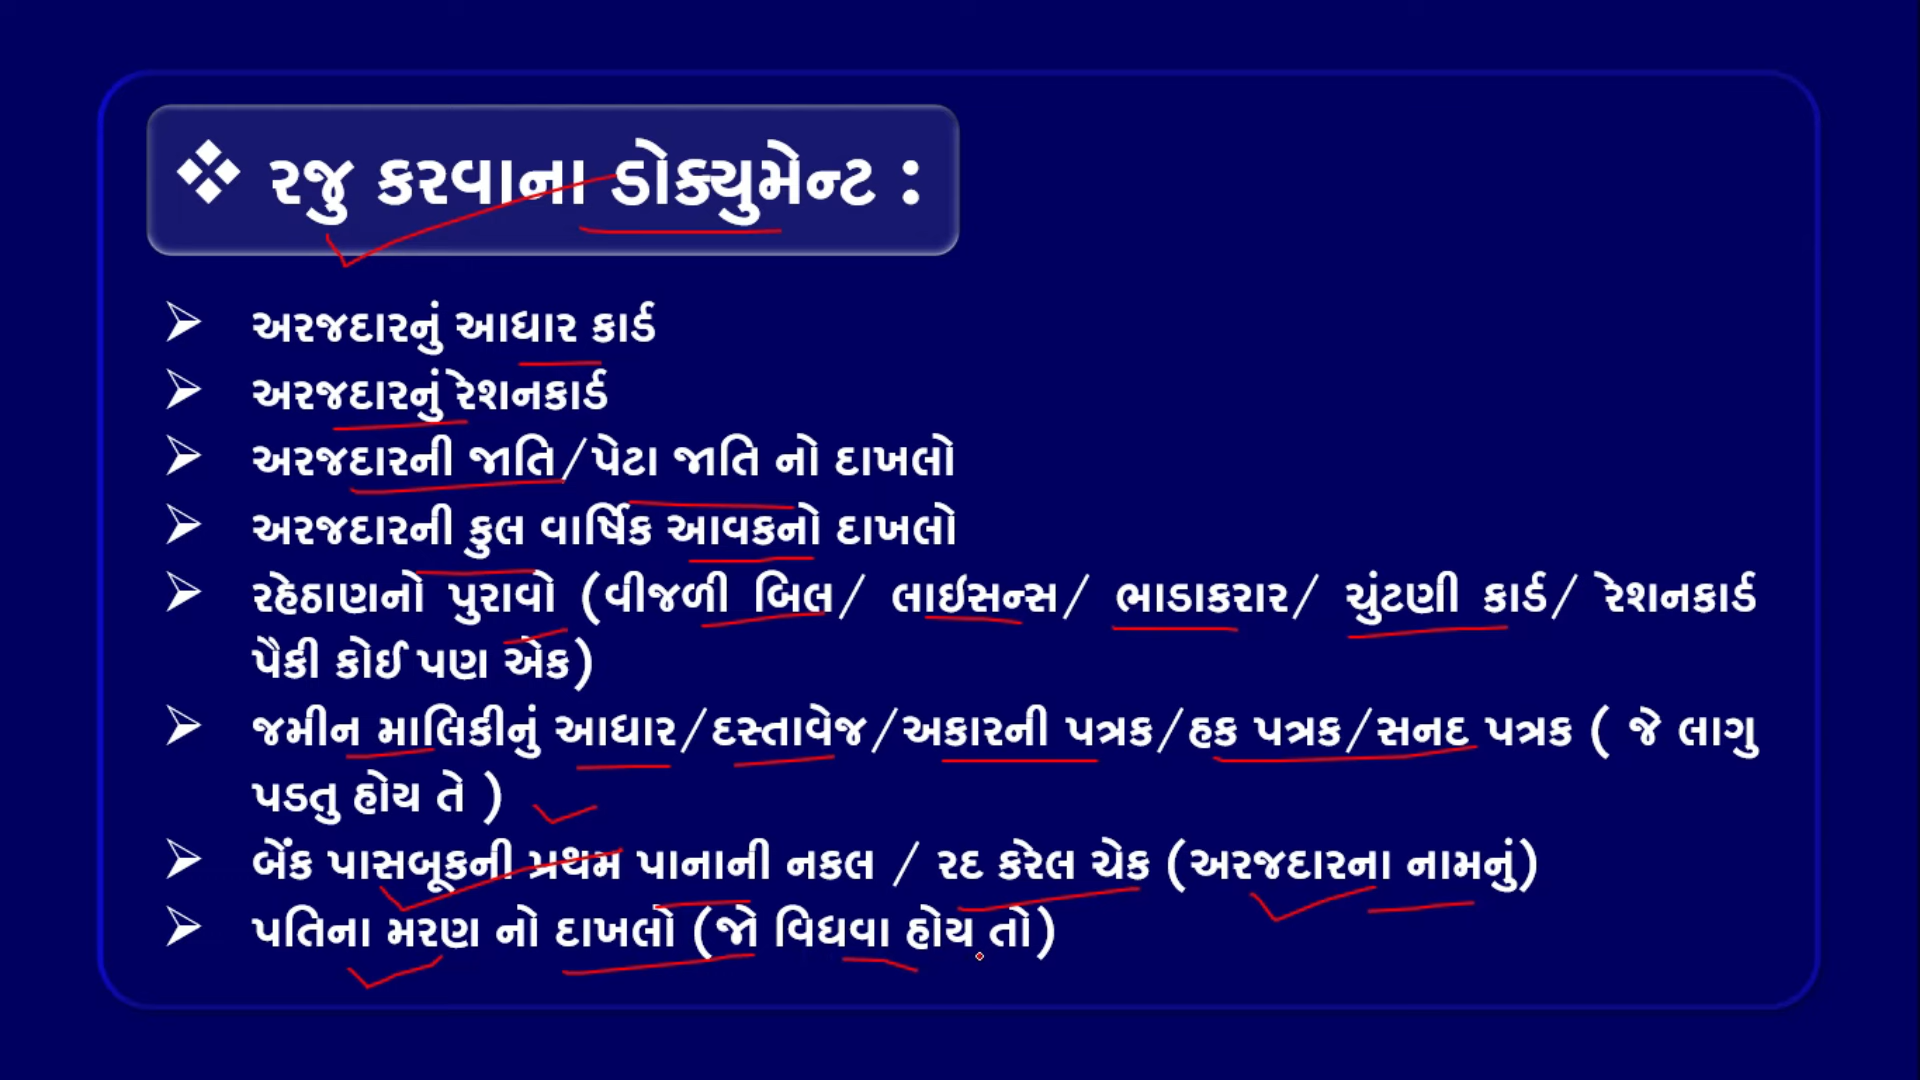 ❖ રજુ કરવાના ડોક્યુમેન્ટ :
➢ અરજદારનું આધાર કાર્ડ
➢ અરજદારનું રેશનકાર્ડ
➢ અરજદારની જાતિ/પેટા જાતિ નો દાખલો
➢ અરજદારની કુલ વાર્ષિક આવકનો દાખલો
➢ રહેઠાણનો પુરાવો (વીજળી બિલ/ લાઇસન્સ/ ભાડાકરાર/ ચુંટણી કાર્ડ/ રેશનકાર્ડ
પૈકી કોઈ પણ એક)
➢ જમીન માલિકીનું આધાર/દસ્તાવેજ/અકારની પત્રક/હક પત્રક/સનદ પત્રક ( જે લાગુ
પડતુ હોય તે )
➢ બેંક પાસબૂકની પ્રથમ પાનાની નકલ / રદ કરેલ ચેક (અરજદારના નામનું)
➢ પતિના મરણ નો દાખલો (જો વિધવા હોય તો)